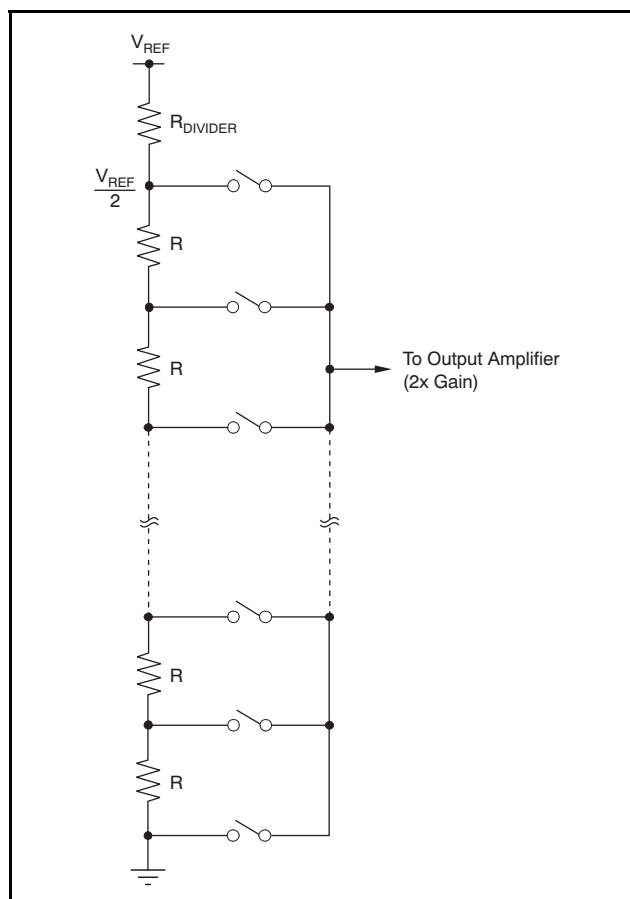 VREF
RDIVIDER
VREF
2
R
R
To Output Amplifier
(2x Gain)
R
R